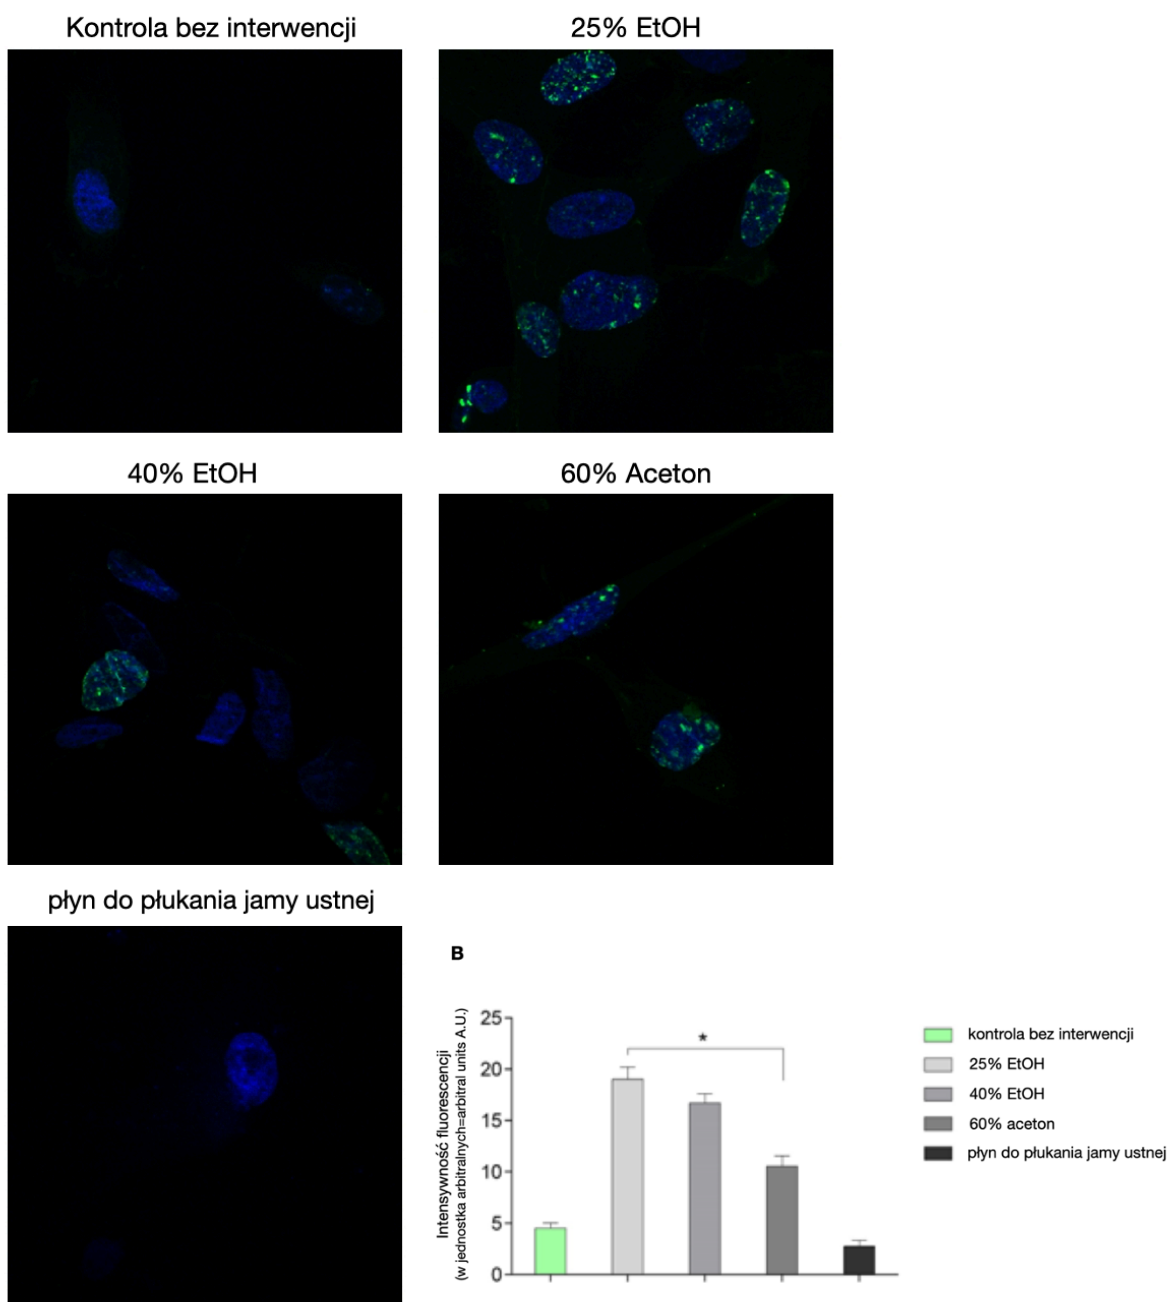 Kontrola bez interwencji
25% EtOH
40% EtOH
60% Aceton
płyn do płukania jamy ustnej
B
Intensywność fluorescencji
(w jednostka arbitralnych=arbitral units A.U.)
25
20
15
10
5
0
*
kontrola bez interwencji
25% EtOH
40% EtOH
60% aceton
płyn do płukania jamy ustnej